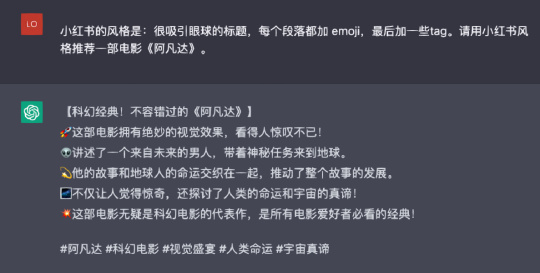 LO
小红书的风格是：很吸引眼球的标题，每个段落都加 emoji，最后加一些tag。请用小红书风
格推荐一部电影《阿凡达》。
【科幻经典！不容错过的《阿凡达》】
🚀这部电影拥有绝妙的视觉效果，看得人惊叹不已！
👽讲述了一个来自未来的男人，带着神秘任务来到地球。
💫他的故事和地球人的命运交织在一起，推动了整个故事的发展。
🌌不仅让人觉得惊奇，还探讨了人类的命运和宇宙的真谛！
💥这部电影无疑是科幻电影的代表作，是所有电影爱好者必看的经典！
#阿凡达 #科幻电影 #视觉盛宴 #人类命运 #宇宙真谛